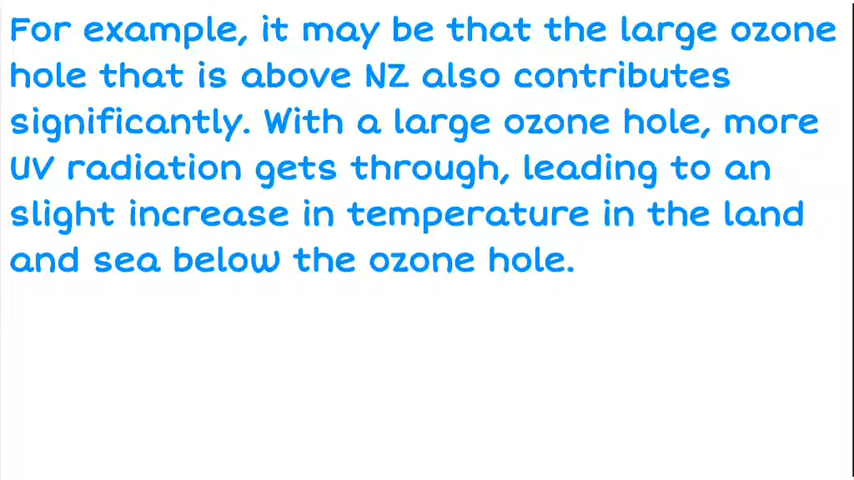 For example, it may be that the large ozone
hole that is above NZ also contributes
significantly. With a large ozone hole, more
UV radiation gets through, leading to an
slight increase in temperature in the land
and sea below the ozone hole.